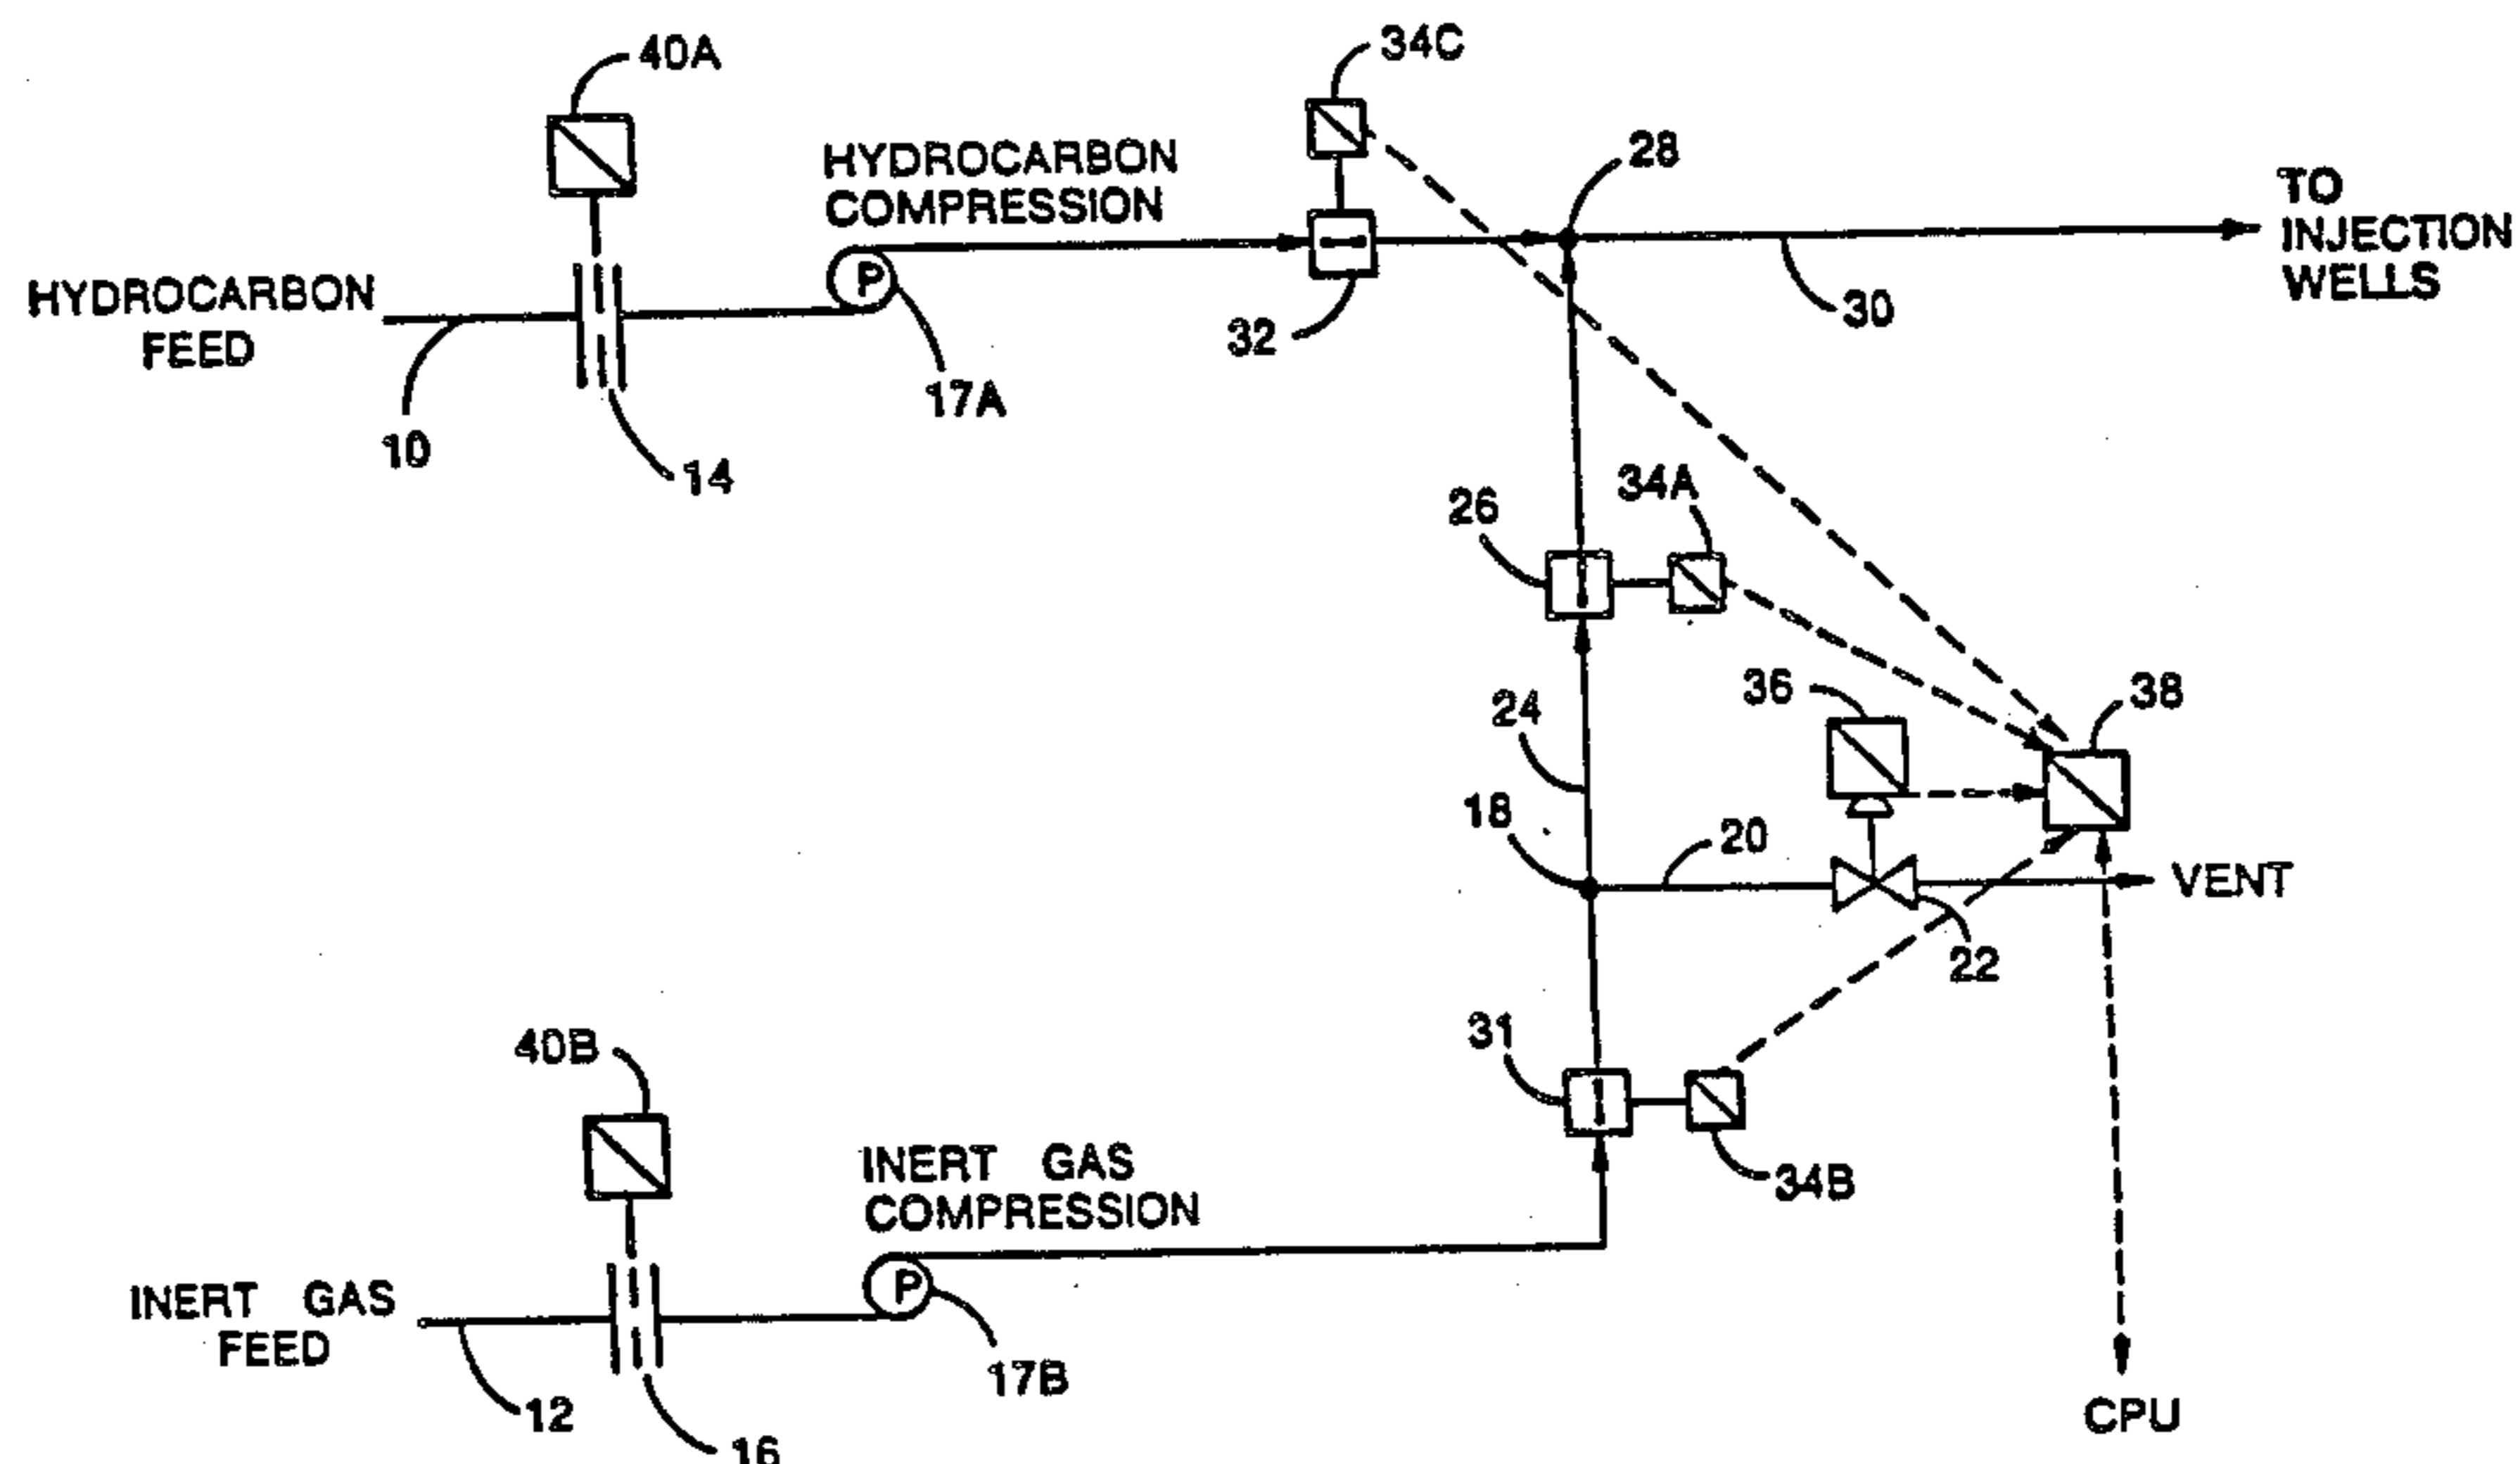 40A
34C
HYDROCARBON
COMPRESSION
28
TO
INJECTION
WELLS
HYDROCARBON
FEED
P
32
30
17A
10
14
26
34A
24
36
38
18
20
VENT
22
40B
31
INERT GAS
COMPRESSION
34B
INERT GAS
FEED
P
17B
12
16
CPU